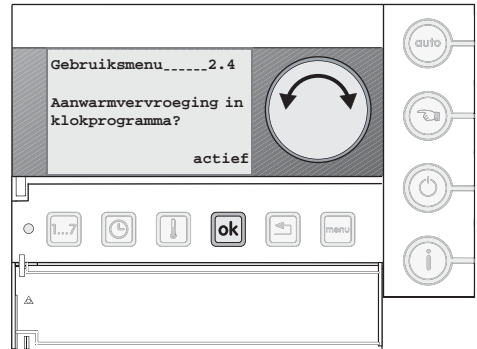 Gebruiksmenu______2.4
Aanwarmvervroeging in
klokprogramma?
actief
auto
1...7
ok
menu
i